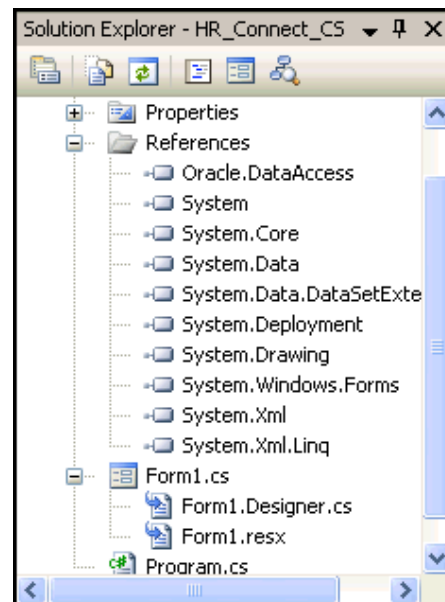 Solution Explorer - HR_Connect_CS
Properties
References
Oracle.DataAccess
System
System.Core
System.Data
System.Data.DataSetExte
System.Deployment
System.Drawing
System.Windows.Forms
System.Xml
System.Xml.Linq
Form1.cs
Form1.Designer.cs
Form1.resx
Program.cs